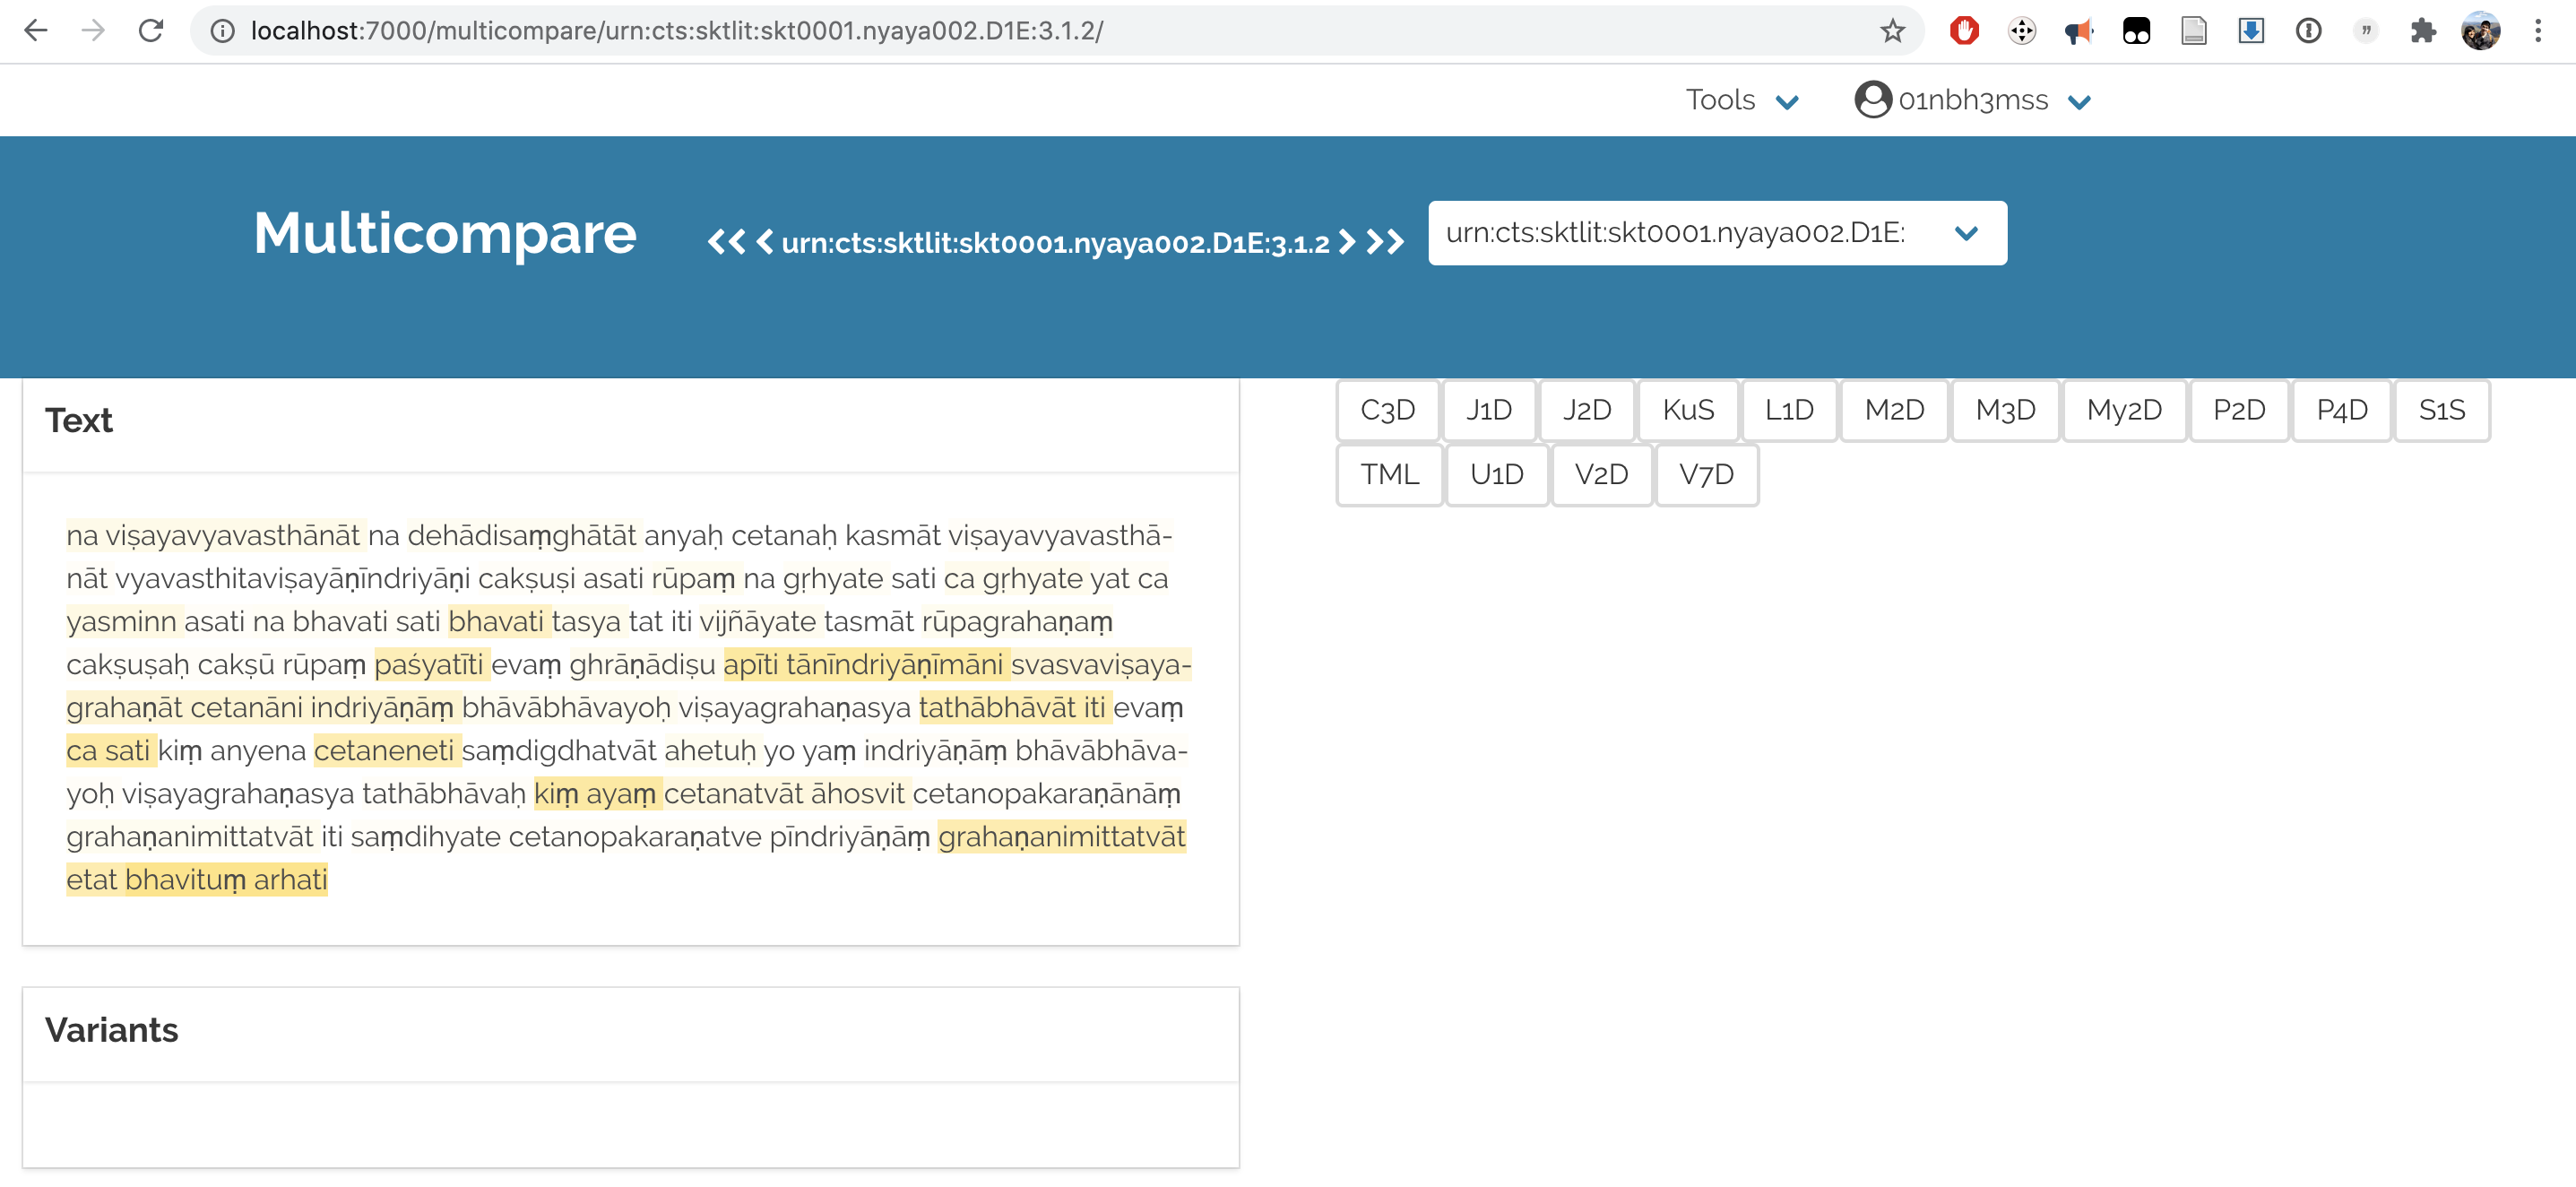 localhost:7000/multicompare/urn:cts:sktlit:skt0001.nyaya002.D1E:3.1.2/
Tools
01nbh3mss
Multicompare
urn:cts:sktlit:skt0001.nyaya002.D1E:3.1.2
urn:cts:sktlit:skt0001.nyaya002.D1E:
Text
na viṣayavyavasthānāt na dehādisaṃghātāt anyaḥ cetanaḥ kasmāt viṣayavyavasthā-
nāt vyavasthitaviṣayāṇīndriyāṇi cakṣuṣi asati rūpaṃ na gṛhyate sati ca gṛhyate yat ca
yasminn asati na bhavati sati bhavati tasya tat iti vijñāyate tasmāt rūpagrahaṇaṃ
cakṣuṣaḥ cakṣū rūpaṃ paśyatīti evaṃ ghrāṇādiṣu apīti tānīndriyāṇīmāni svasvaviṣaya-
grahaṇāt cetanāni indriyāṇāṃ bhāvābhāvayoḥ viṣayagrahaṇasya tathābhāvāt iti evaṃ
ca sati kiṃ anyena cetaneneti saṃdigdhatvāt ahetuḥ yo yaṃ indriyāṇāṃ bhāvābhāva-
yoḥ viṣayagrahaṇasya tathābhāvaḥ kiṃ ayaṃ cetanatvāt āhosvit cetanopakaraṇānāṃ
grahaṇanimittatvāt iti saṃdihyate cetanopakaraṇatve pīndriyāṇāṃ grahaṇanimittatvāt
etat bhavituṃ arhati
Variants
C3D J1D J2D KuS L1D M2D M3D My2D P2D P4D S1S
TML U1D V2D V7D